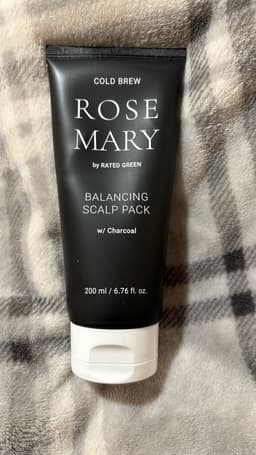 COLD BREW
ROSE
MARY
by RATED GREEN
BALANCING
SCALP PACK
w/ Charcoal
200 ml / 6.76 fl. oz.